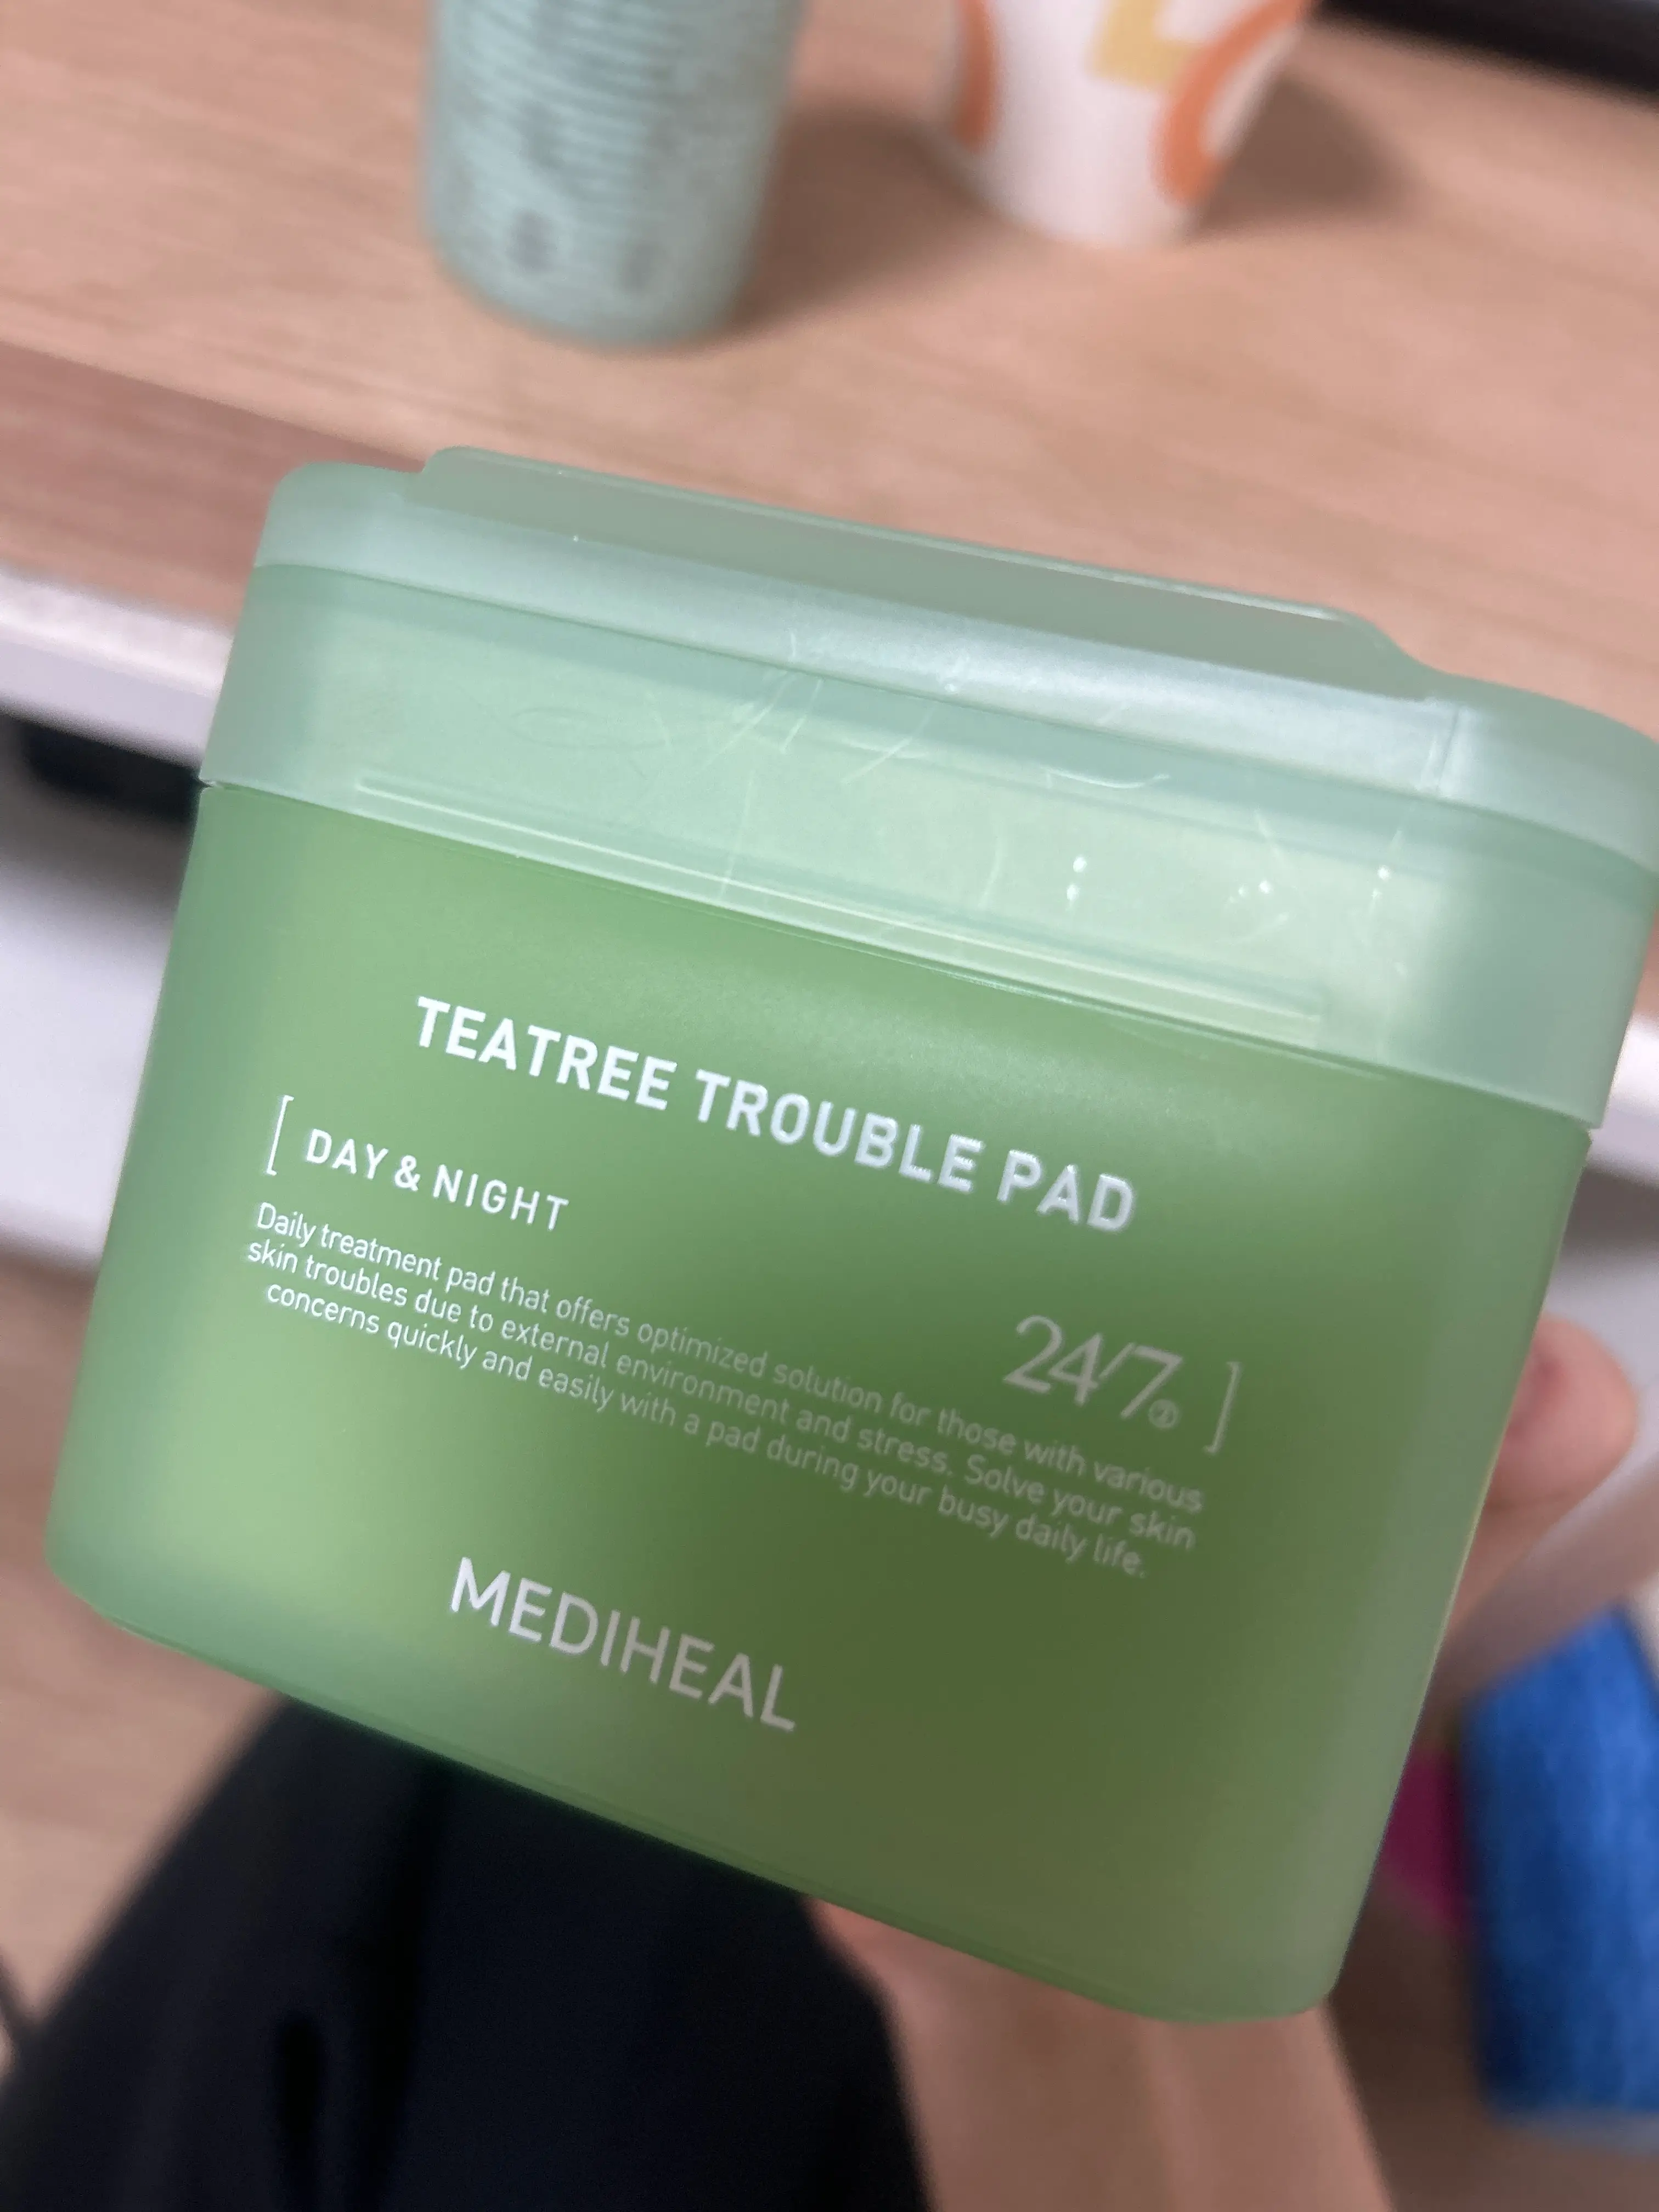 TEATREE TROUBLE PAD
[ DAY & NIGHT
24/7 ]
Daily treatment pad that offers optimized solution for those with various
skin troubles due to external environment and stress. Solve your skin
concerns quickly and easily with a pad during your busy daily life.
MEDIHEAL